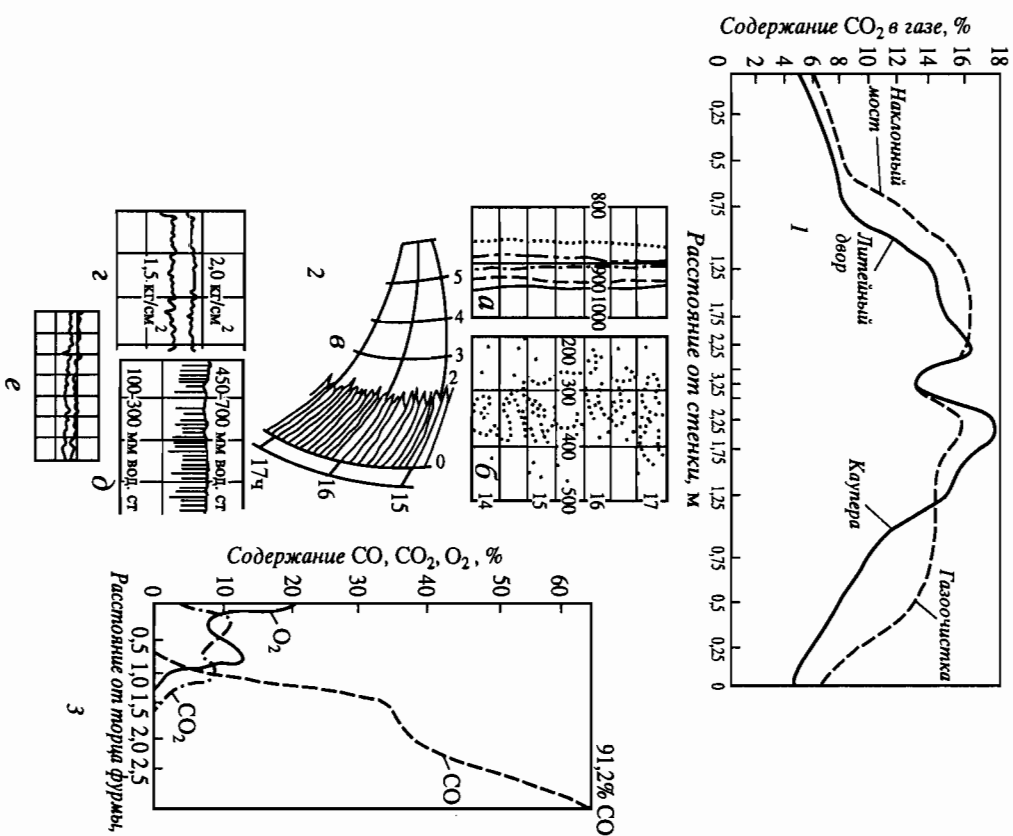 Содержание CO2 в газе, %
18
16
14
12
10
8
6
4
2
0
0,25
0,5
0,75
1,25
1,75
2,25
3,25
2,25
1,75
1,25
0,75
0,5
0,25
0
Наклонный
мост
Литейный
двор
Каупера
Газоочистка
1
Расстояние от стенки, м
800
900
1000
а
200
300
400
500
14
15
16
17
б
5
4
3
2
0
15
16
17ч
в
2
2,0 кг/см2
1,5 кг/см2
г
450-700 мм вод. ст
100-300 мм вод. ст
д
е
Содержание CO, CO2, O2, %
60
50
40
30
20
10
0
0,5 1,0 1,5 2,0 2,5
O2
CO2
CO
91,2% CO
Расстояние от торца фурмы,
3